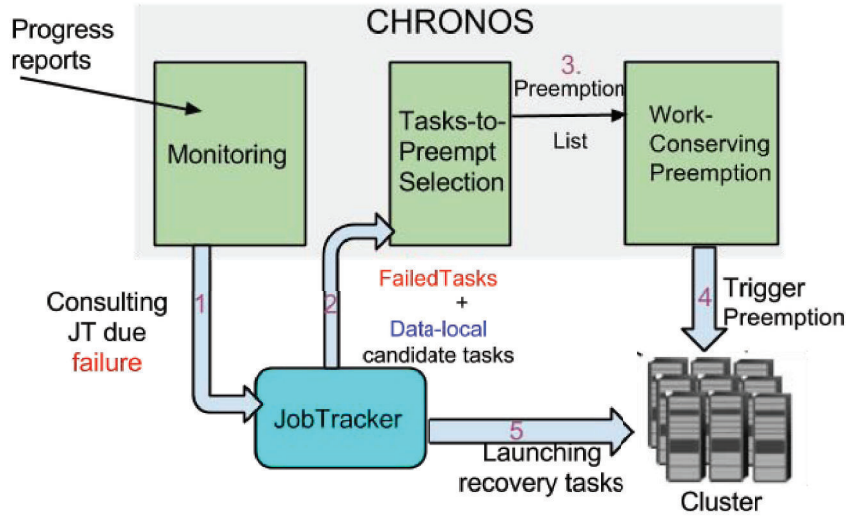 CHRONOS
Progress
reports
Monitoring
Tasks-to-
Preempt
Selection
3.
Preemption
List
Work-
Conserving
Preemption
1
Consulting
JT due
failure
2
FailedTasks
+
Data-local
candidate tasks
4
Trigger
Preemption
JobTracker
5
Launching
recovery tasks
Cluster